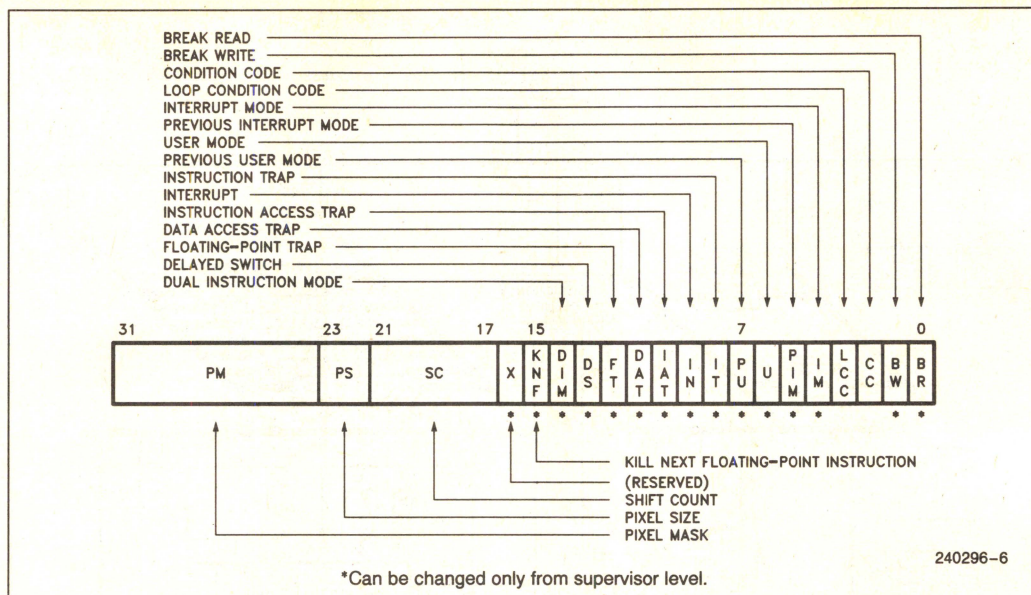 BREAK READ
BREAK WRITE
CONDITION CODE
LOOP CONDITION CODE
INTERRUPT MODE
PREVIOUS INTERRUPT MODE
USER MODE
PREVIOUS USER MODE
INSTRUCTION TRAP
INTERRUPT
INSTRUCTION ACCESS TRAP
DATA ACCESS TRAP
FLOATING-POINT TRAP
DELAYED SWITCH
DUAL INSTRUCTION MODE
31 23 21 17 15 7 0
PM PS SC X KNF DIM DS FT DAT IAT IN IT PU U PIM IM LCC CC BW BR
* * * * * * * * * * * * * * * *
KILL NEXT FLOATING-POINT INSTRUCTION
(RESERVED)
SHIFT COUNT
PIXEL SIZE
PIXEL MASK
240296-6
*Can be changed only from supervisor level.